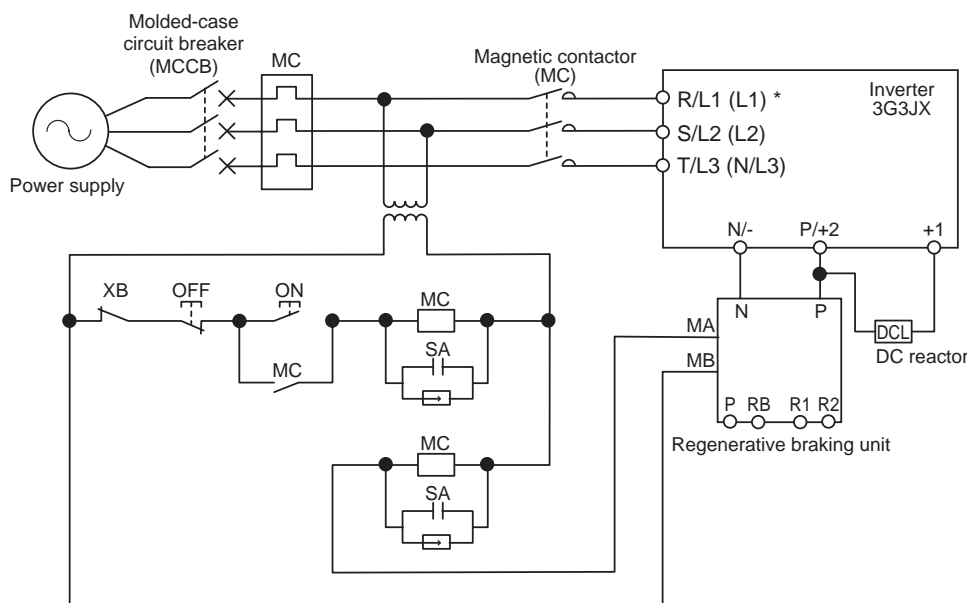 Molded-case
circuit breaker
(MCCB)
MC
Magnetic contactor
(MC)
Inverter
3G3JX
R/L1 (L1) *
S/L2 (L2)
T/L3 (N/L3)
Power supply
N/-
P/+2
+1
XB
OFF
ON
MC
SA
MC
MA
MB
N
P
DCL
DC reactor
P
RB
R1
R2
Regenerative braking unit
MC
SA